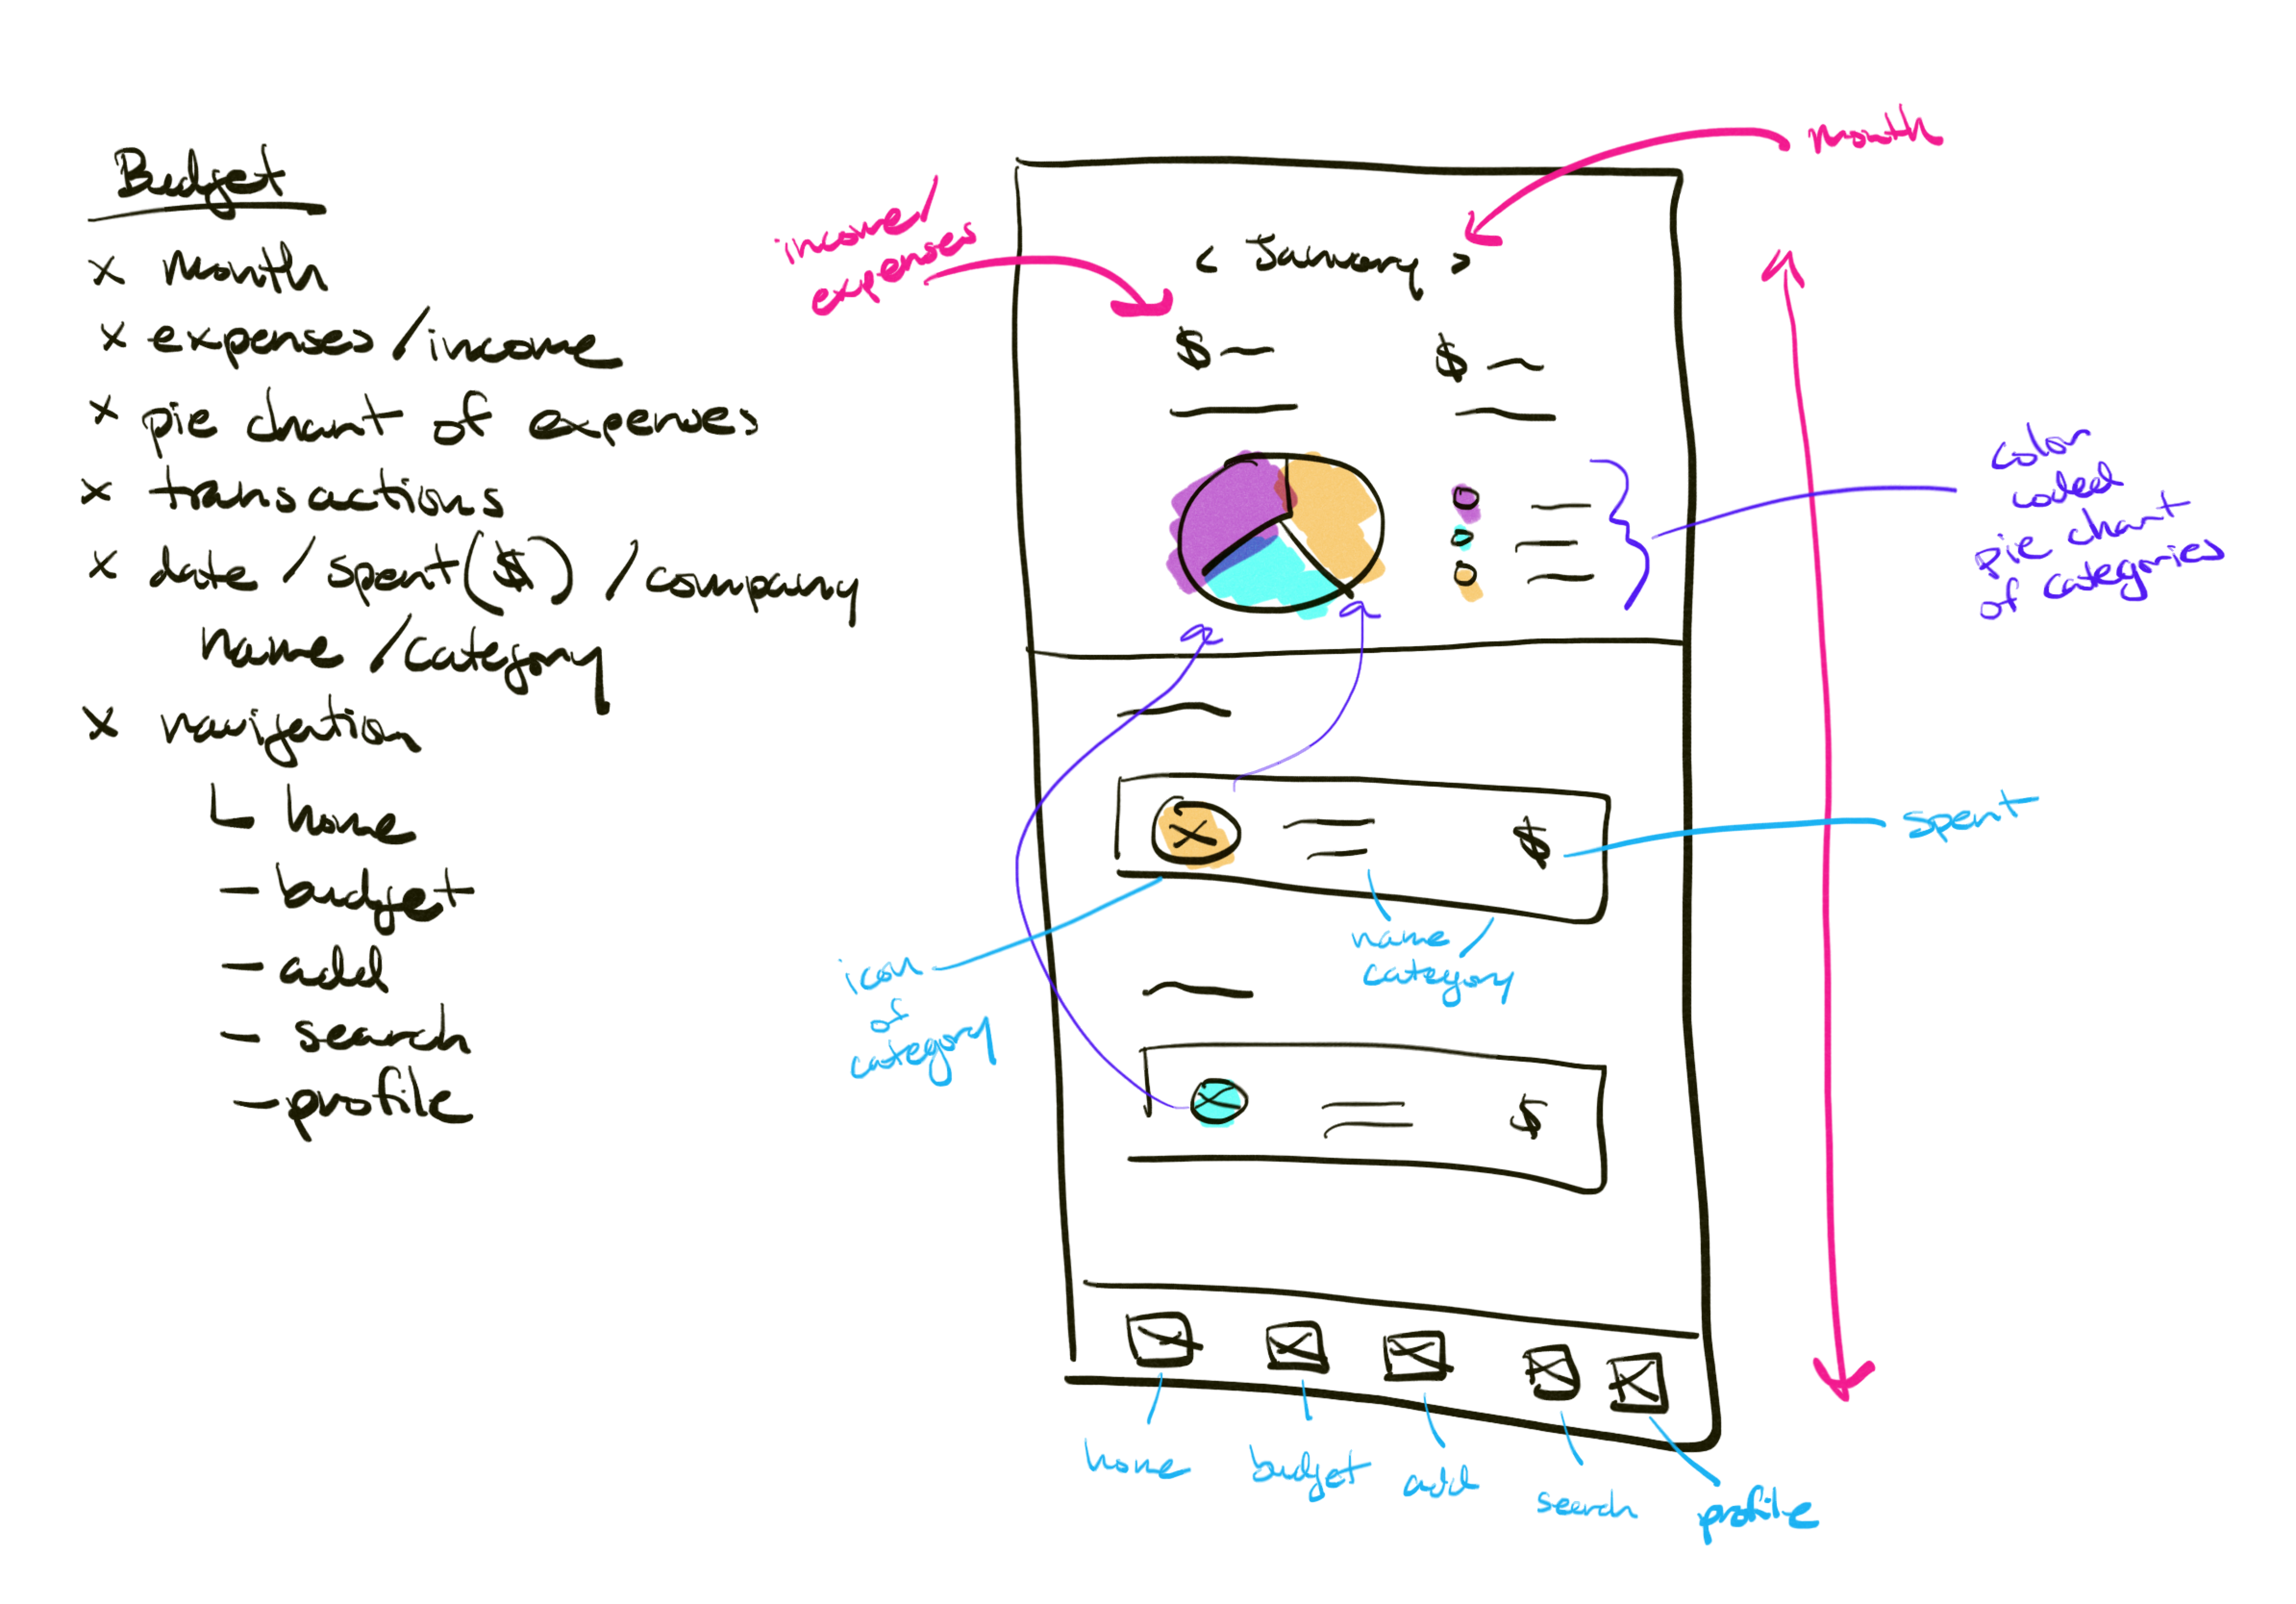 Budget
x month
x expenses/income
x pie chart of expenses
x transactions
x date / spent($) /company
name /category
x navigation
L home
- budget
- add
- search
- profile
income/
expenses
month
< January >
$
$
color
coded
pie chart
of categories
$
spent
name/
category
icon
of
category
$
home
budget
add
search
profile